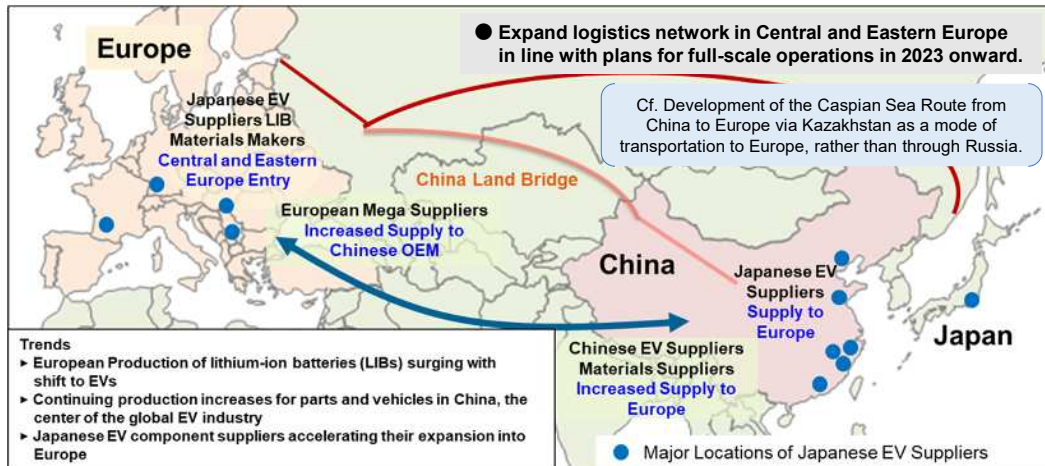 ● Expand logistics network in Central and Eastern Europe
in line with plans for full-scale operations in 2023 onward.
Cf. Development of the Caspian Sea Route from
China to Europe via Kazakhstan as a mode of
transportation to Europe, rather than through Russia.
Europe
Japanese EV
Suppliers LIB
Materials Makers
Central and Eastern
Europe Entry
China Land Bridge
European Mega Suppliers
Increased Supply to
Chinese OEM
China
Japanese EV
Suppliers
Supply to
Europe
Japan
Chinese EV Suppliers
Materials Suppliers
Increased Supply to
Europe
Trends
▸ European Production of lithium-ion batteries (LIBs) surging with
shift to EVs
▸ Continuing production increases for parts and vehicles in China, the
center of the global EV industry
▸ Japanese EV component suppliers accelerating their expansion into
Europe
Major Locations of Japanese EV Suppliers